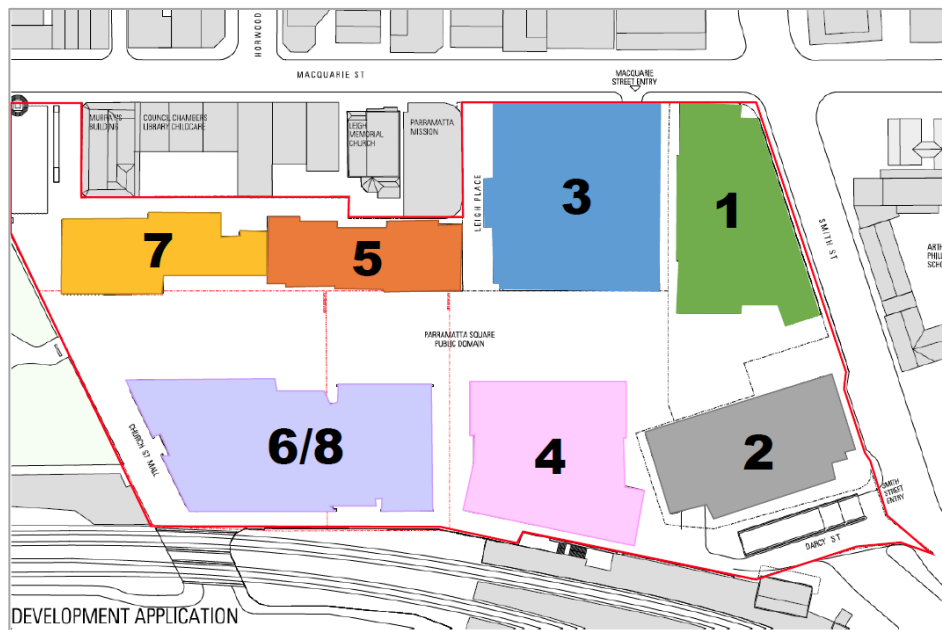 HORWOOD
MACQUARIE ST
MACQUARIE
STREET ENTRY
MURRAYS
BUILDING
COUNCIL CHAMBERS
LIBRARY CHILDCARE
LEIGH
MEMORIAL
CHURCH
PARRAMATTA
MISSION
LEIGH PLACE
3
1
SMITH ST
7
5
PARRAMATTA SQUARE
PUBLIC DOMAIN
CHURCH ST MALL
6/8
4
2
SMITH
STREET
ENTRY
DARCY ST
DEVELOPMENT APPLICATION